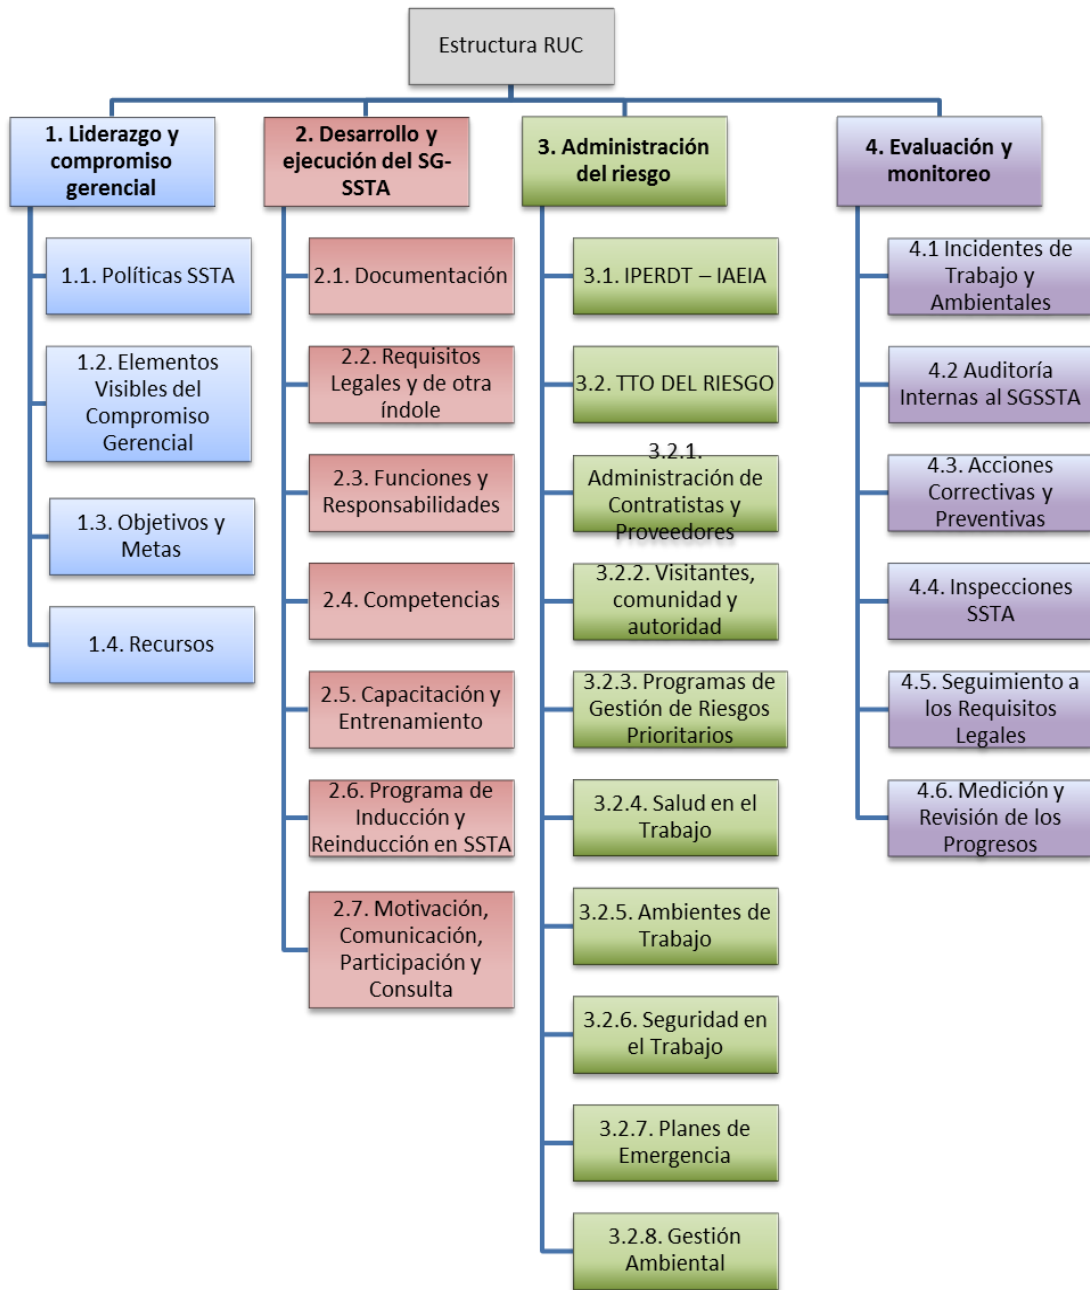 Estructura RUC
1. Liderazgo y
compromiso
gerencial
1.1. Políticas SSTA
1.2. Elementos
Visibles del
Compromiso
Gerencial
1.3. Objetivos y
Metas
1.4. Recursos
2. Desarrollo y
ejecución del SG-
SSTA
2.1. Documentación
2.2. Requisitos
Legales y de otra
índole
2.3. Funciones y
Responsabilidades
2.4. Competencias
2.5. Capacitación y
Entrenamiento
2.6. Programa de
Inducción y
Reinducción en SSTA
2.7. Motivación,
Comunicación,
Participación y
Consulta
3. Administración
del riesgo
3.1. IPERDT – IAEIA
3.2. TTO DEL RIESGO
3.2.1.
Administración de
Contratistas y
Proveedores
3.2.2. Visitantes,
comunidad y
autoridad
3.2.3. Programas de
Gestión de Riesgos
Prioritarios
3.2.4. Salud en el
Trabajo
3.2.5. Ambientes de
Trabajo
3.2.6. Seguridad en
el Trabajo
3.2.7. Planes de
Emergencia
3.2.8. Gestión
Ambiental
4. Evaluación y
monitoreo
4.1 Incidentes de
Trabajo y
Ambientales
4.2 Auditoría
Internas al SGSSTA
4.3. Acciones
Correctivas y
Preventivas
4.4. Inspecciones
SSTA
4.5. Seguimiento a
los Requisitos
Legales
4.6. Medición y
Revisión de los
Progresos